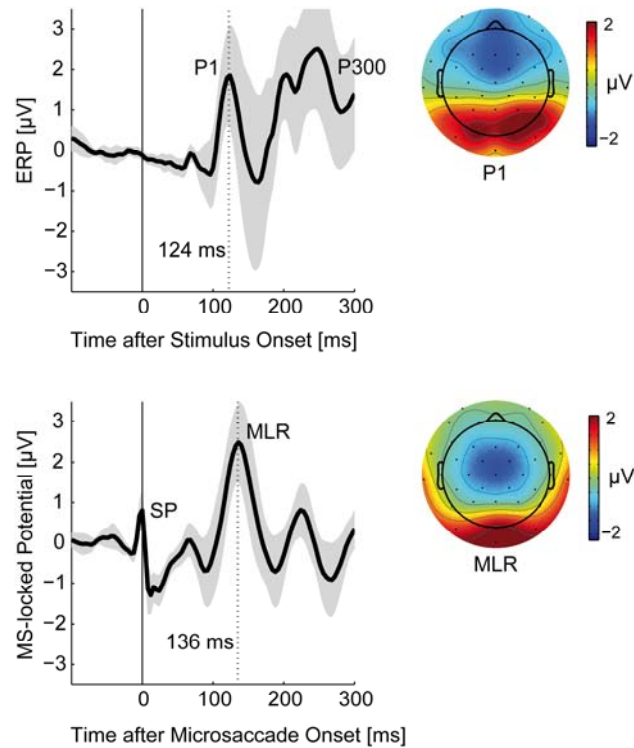 3
2
1
0
−1
−2
−3
ERP [µV]
P1
P300
124 ms
0
100
200
300
Time after Stimulus Onset [ms]
2
µV
−2
P1
3
2
1
0
−1
−2
−3
MS-locked Potential [µV]
SP
MLR
136 ms
0
100
200
300
Time after Microsaccade Onset [ms]
2
µV
−2
MLR